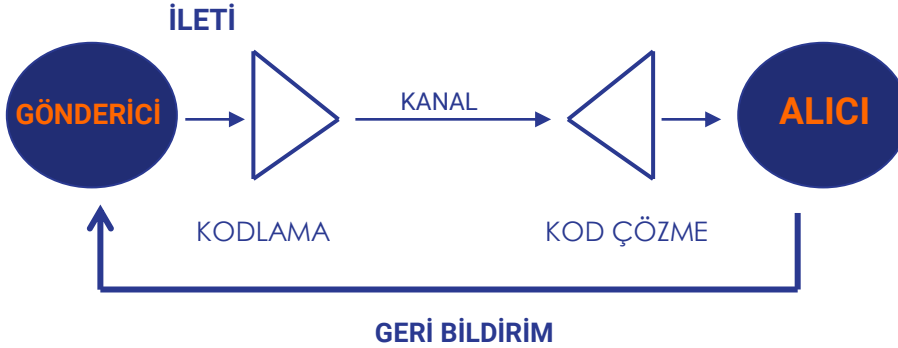 İLETİ
GÖNDERİCİ
KANAL
ALICI
KODLAMA
KOD ÇÖZME
GERİ BİLDİRİM